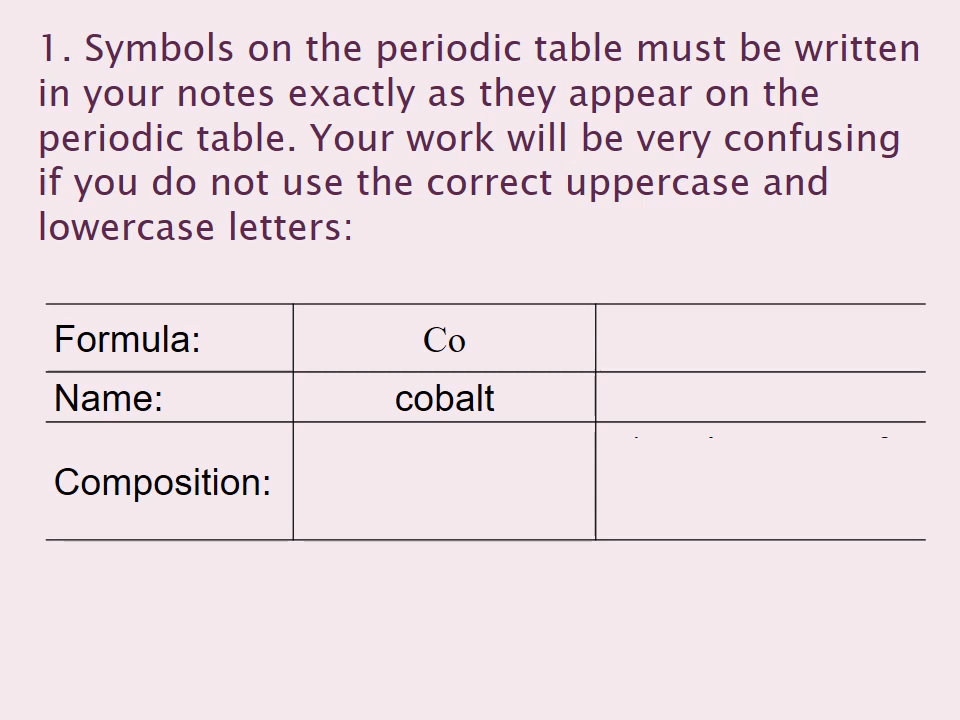 1. Symbols on the periodic table must be written
in your notes exactly as they appear on the
periodic table. Your work will be very confusing
if you do not use the correct uppercase and
lowercase letters:
Formula: Co
Name: cobalt
Composition: